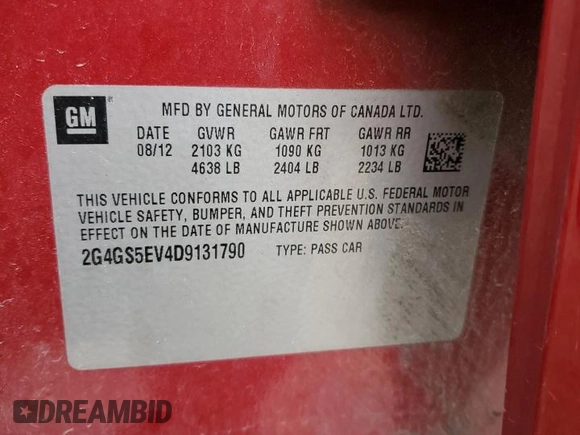 GM
MFD BY GENERAL MOTORS OF CANADA LTD.
DATE GVWR GAWR FRT GAWR RR
08/12 2103 KG 1090 KG 1013 KG
4638 LB 2404 LB 2234 LB
THIS VEHICLE CONFORMS TO ALL APPLICABLE U.S. FEDERAL MOTOR
VEHICLE SAFETY, BUMPER, AND THEFT PREVENTION STANDARDS IN
EFFECT ON THE DATE OF MANUFACTURE SHOWN ABOVE.
2G4GS5EV4D9131790 TYPE: PASS CAR
DREAMBID